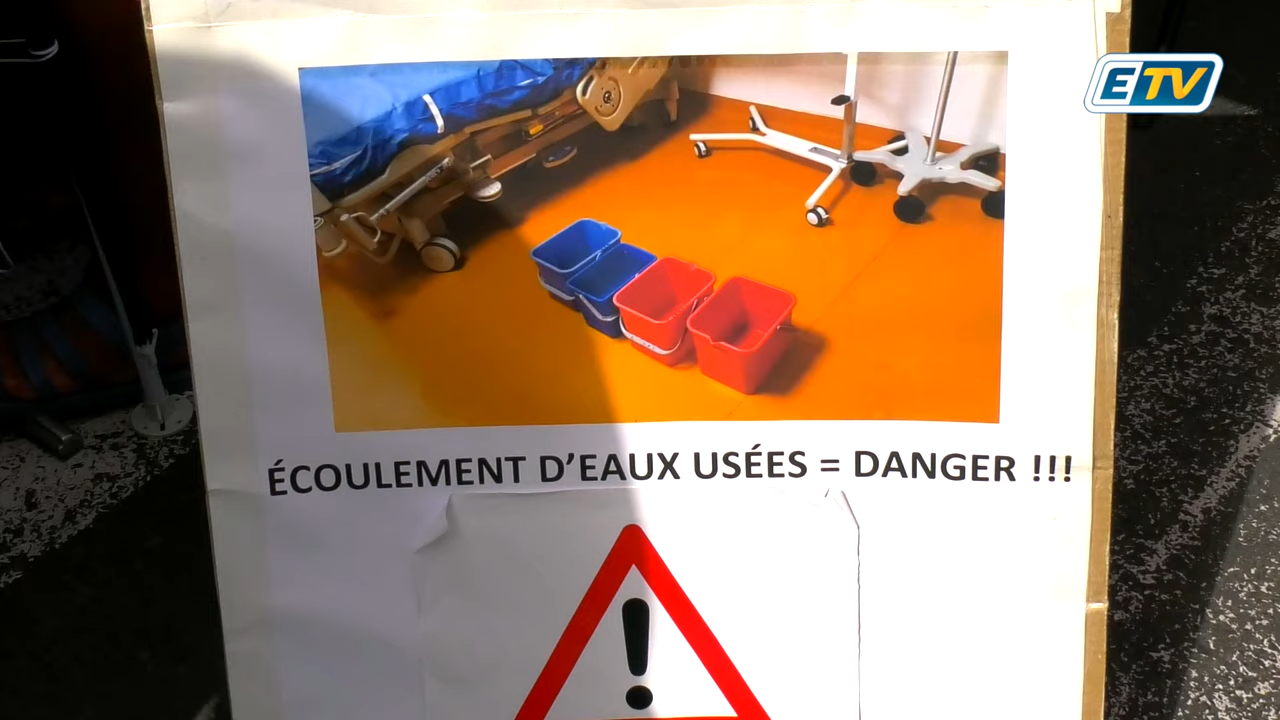 ETV
ÉCOULEMENT D'EAUX USÉES = DANGER !!!
!